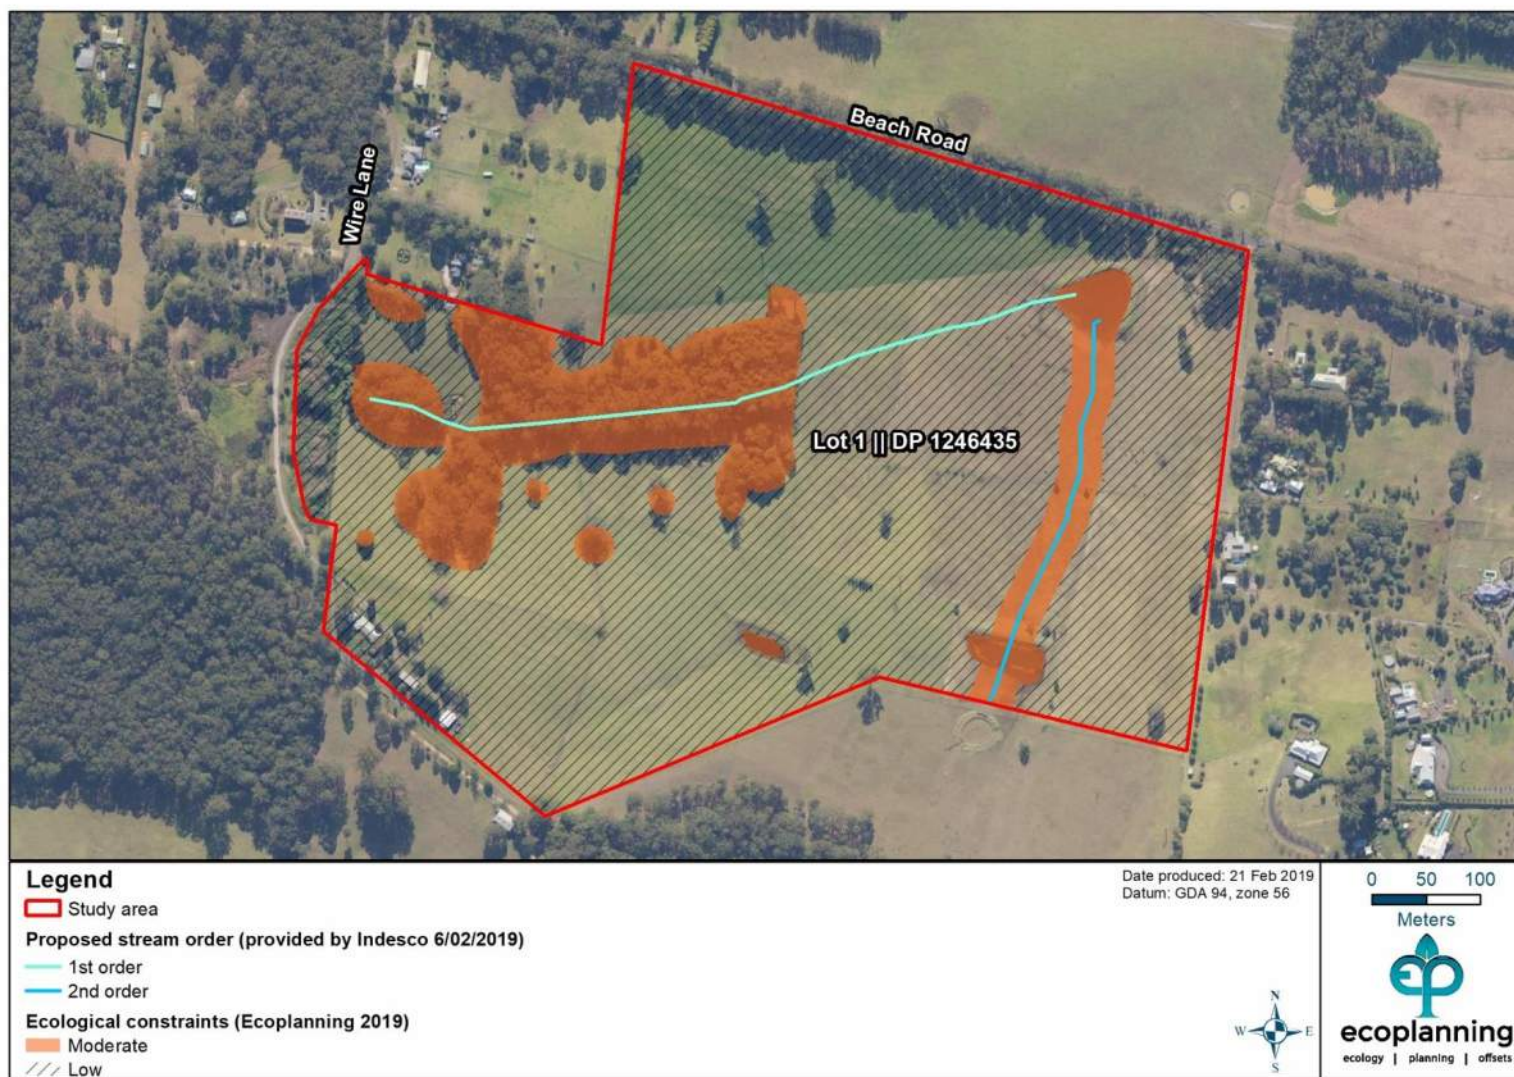 Beach Road
Wire Lane
Lot 1 || DP 1246435
Legend
Study area
Proposed stream order (provided by Indesco 6/02/2019)
1st order
2nd order
Ecological constraints (Ecoplanning 2019)
Moderate
Low
Date produced: 21 Feb 2019
Datum: GDA 94, zone 56
N
W E
S
0 50 100
Meters
ep
ecoplanning
ecology | planning | offsets